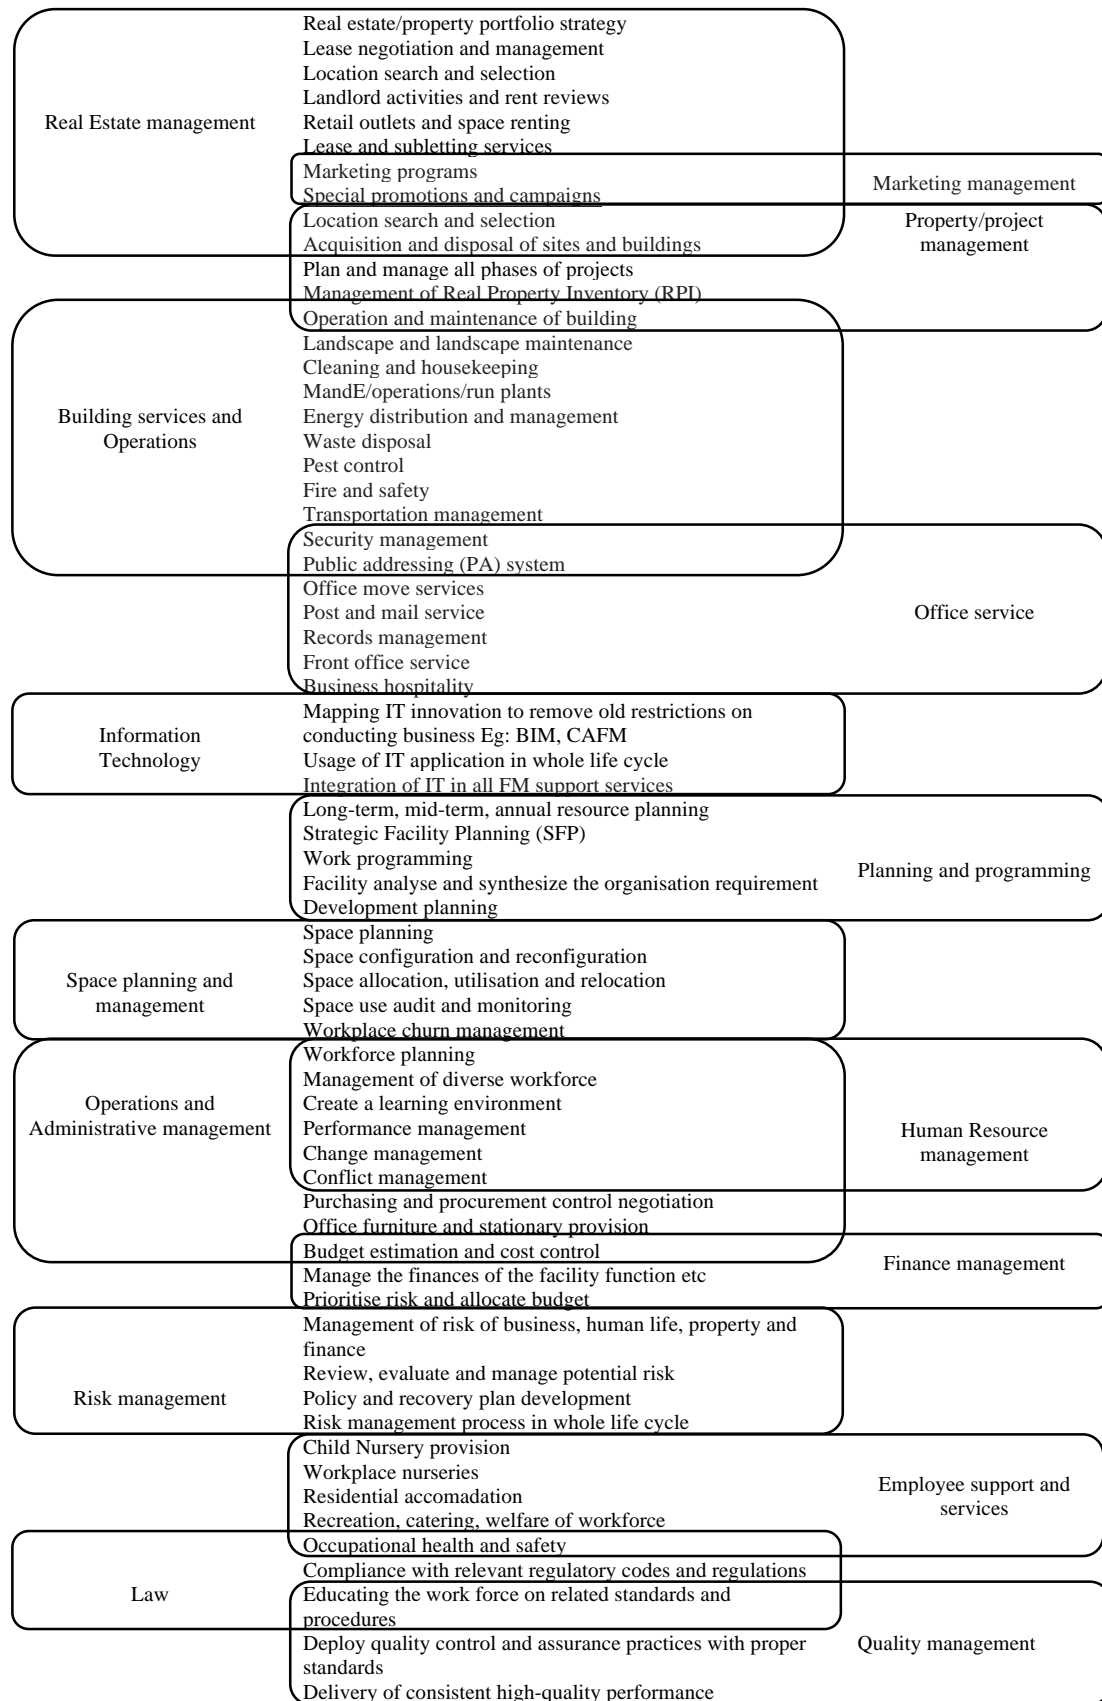 Real estate/property portfolio strategy
Lease negotiation and management
Location search and selection
Landlord activities and rent reviews
Real Estate management
Retail outlets and space renting
Lease and subletting services
Marketing programs
Marketing management
Special promotions and campaigns
Location search and selection
Property/project
management
Acquisition and disposal of sites and buildings
Plan and manage all phases of projects
Management of Real Property Inventory (RPI)
Operation and maintenance of building
Landscape and landscape maintenance
Cleaning and housekeeping
MandE/operations/run plants
Building services and
Operations
Energy distribution and management
Waste disposal
Pest control
Fire and safety
Transportation management
Security management
Public addressing (PA) system
Office move services
Post and mail service
Office service
Records management
Front office service
Business hospitality
Information
Technology
Mapping IT innovation to remove old restrictions on
conducting business Eg: BIM, CAFM
Usage of IT application in whole life cycle
Integration of IT in all FM support services
Long-term, mid-term, annual resource planning
Strategic Facility Planning (SFP)
Work programming
Planning and programming
Facility analyse and synthesize the organisation requirement
Development planning
Space planning
Space configuration and reconfiguration
Space planning and
management
Space allocation, utilisation and relocation
Space use audit and monitoring
Workplace churn management
Workforce planning
Management of diverse workforce
Operations and
Administrative management
Create a learning environment
Performance management
Human Resource
management
Change management
Conflict management
Purchasing and procurement control negotiation
Office furniture and stationary provision
Budget estimation and cost control
Finance management
Manage the finances of the facility function etc
Prioritise risk and allocate budget
Management of risk of business, human life, property and
finance
Review, evaluate and manage potential risk
Risk management
Policy and recovery plan development
Risk management process in whole life cycle
Child Nursery provision
Workplace nurseries
Employee support and
services
Residential accomadation
Recreation, catering, welfare of workforce
Occupational health and safety
Compliance with relevant regulatory codes and regulations
Law
Educating the work force on related standards and
procedures
Deploy quality control and assurance practices with proper
standards
Quality management
Delivery of consistent high-quality performance